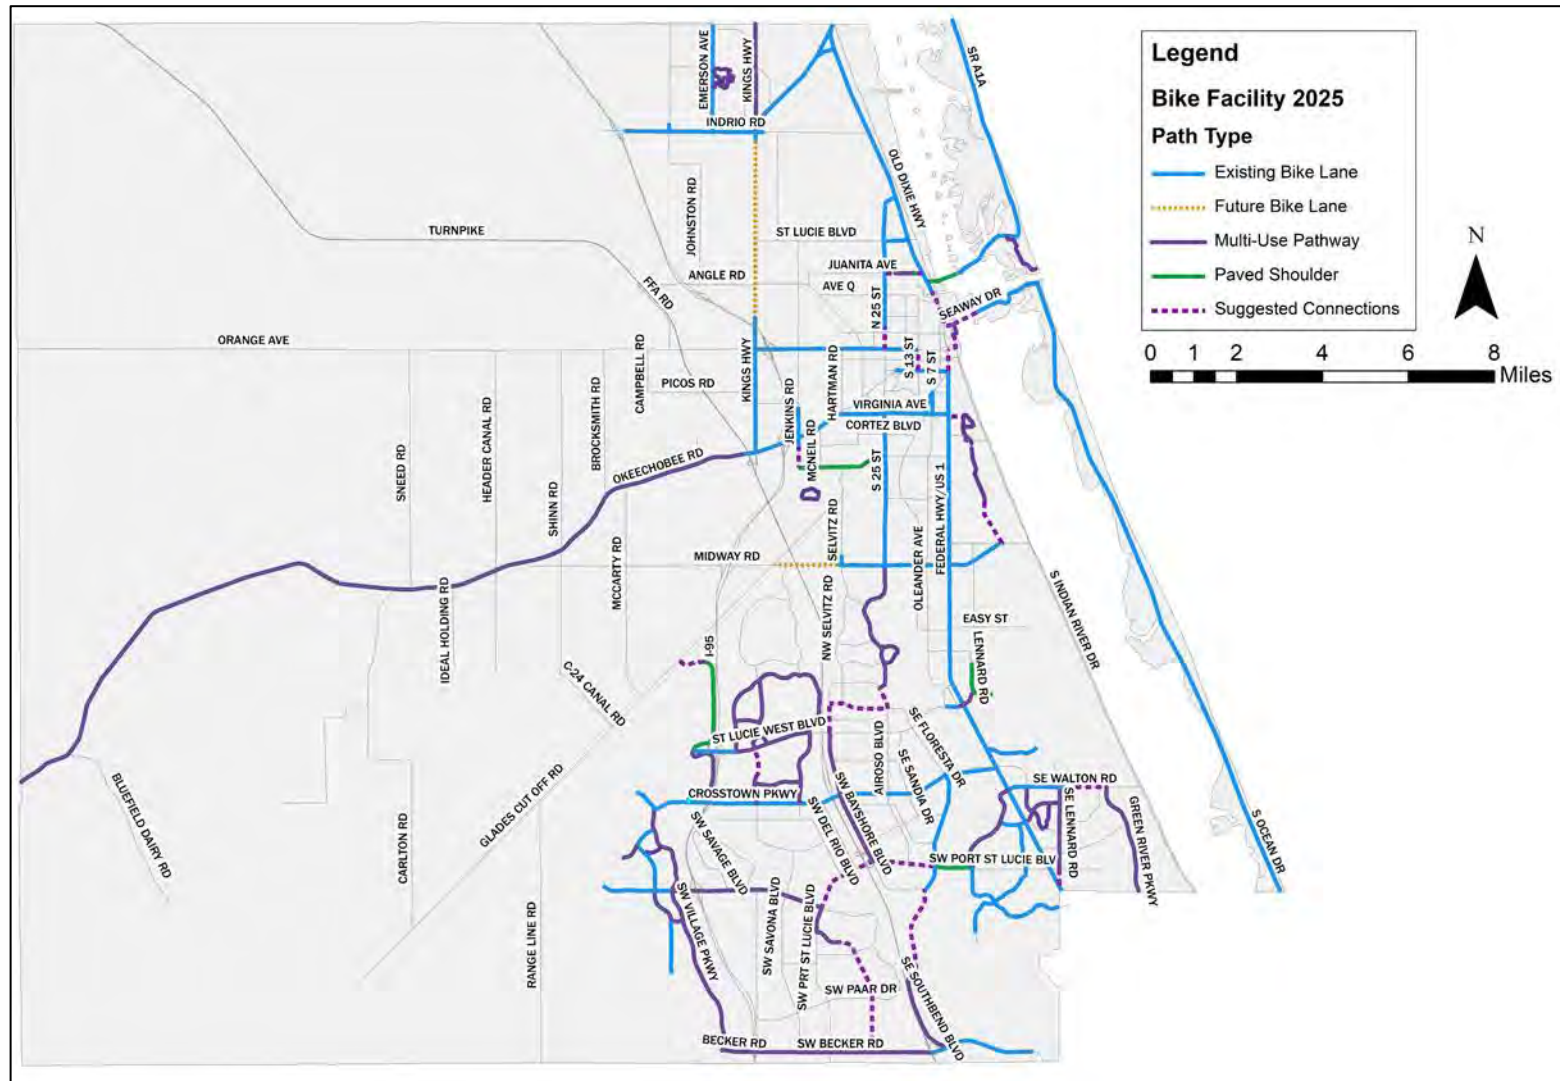 Legend
Bike Facility 2025
Path Type
Existing Bike Lane
Future Bike Lane
Multi-Use Pathway
Paved Shoulder
Suggested Connections
N
0 1 2 4 6 8 Miles
EMERSON AVE
KINGS HWY
SR A1A
INDRIO RD
OLD DIXIE HWY
JOHNSTON RD
TURNPIKE
ST LUCIE BLVD
JUANITA AVE
ANGLE RD
AVE Q
FFA RD
N 25 ST
SEAWAY DR
ORANGE AVE
CAMPBELL RD
KINGS HWY
HARTMAN RD
S 13 ST
S 7 ST
PICOS RD
BROCKSMITH RD
JENKINS RD
VIRGINIA AVE
HEADER CANAL RD
MCNEIL RD
CORTEZ BLVD
SNEED RD
OKEECHOBEE RD
S 25 ST
SHINN RD
SELVITZ RD
FEDERAL HWY/US 1
MCCARTY RD
MIDWAY RD
OLEANDER AVE
S INDIAN RIVER DR
IDEAL HOLDING RD
NW SELVITZ RD
EASY ST
I-95
LENNARD RD
C-24 CANAL RD
ST LUCIE WEST BLVD
AIROSO BLVD
SE FLORESTA DR
SE SANDIA DR
BLUEFIELD DAIRY RD
GLADES CUT OFF RD
CROSSTOWN PKWY
SW BAYSHORE BLVD
SE WALTON RD
CARLTON RD
SW SAVAGE BLVD
SW DEL RIO BLVD
SE LENNARD RD
GREEN RIVER PKWY
S OCEAN DR
SW PORT ST LUCIE BLV
RANGE LINE RD
SW VILLAGE PKWY
SW SAVONA BLVD
SW PRT ST LUCIE BLVD
SW PAAR DR
SE SOUTHBEND BLVD
BECKER RD
SW BECKER RD